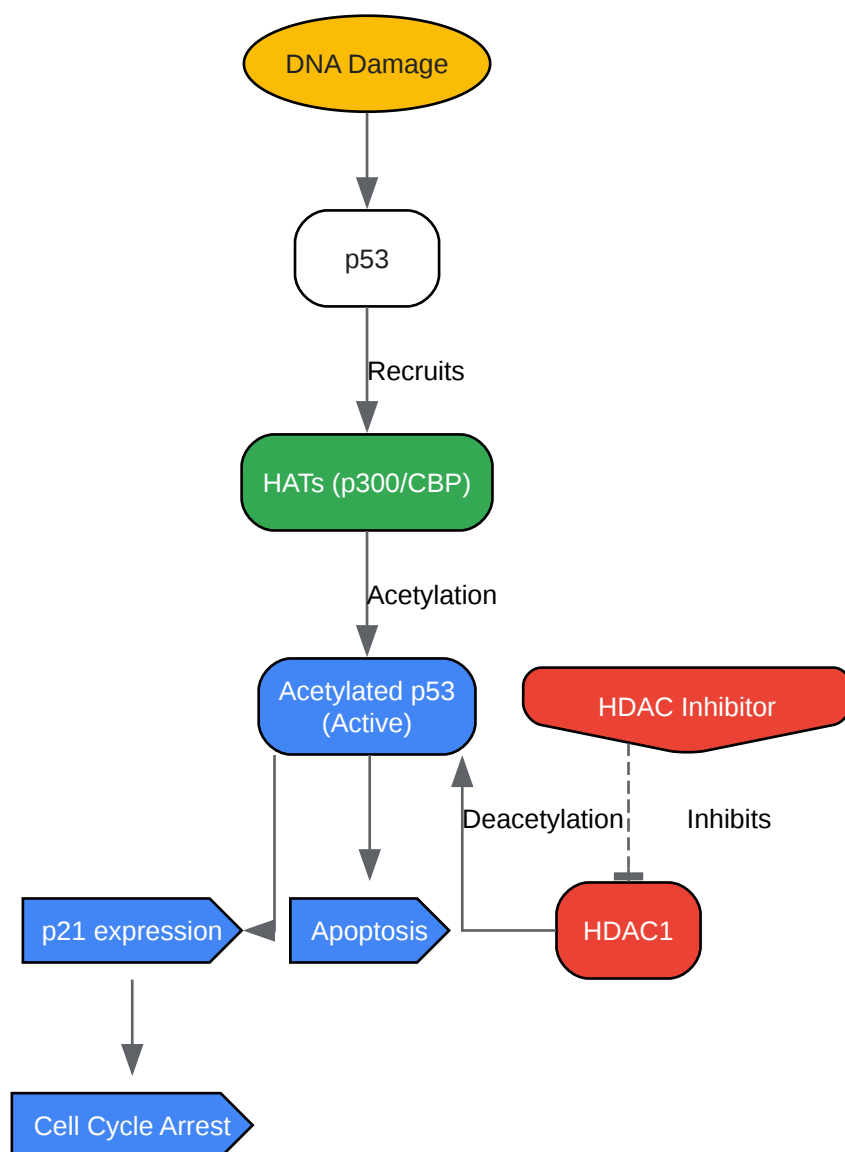 DNA Damage
p53
Recruits
HATs (p300/CBP)
Acetylation
Acetylated p53
(Active)
HDAC Inhibitor
Deacetylation
Inhibits
p21 expression
Apoptosis
HDAC1
Cell Cycle Arrest